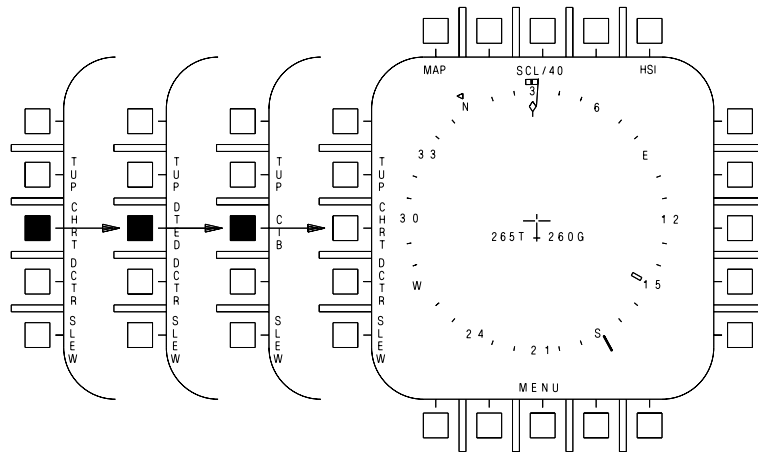 MAP SCL/40 HSI
3
N 6
33 E
30 12
265T 260G
W 15
24 S
21
MENU
TUP CHRT DCTR SLEW
TUP DTED DCTR SLEW
TUP CIB SLEW
TUP CHRT DCTR SLEW